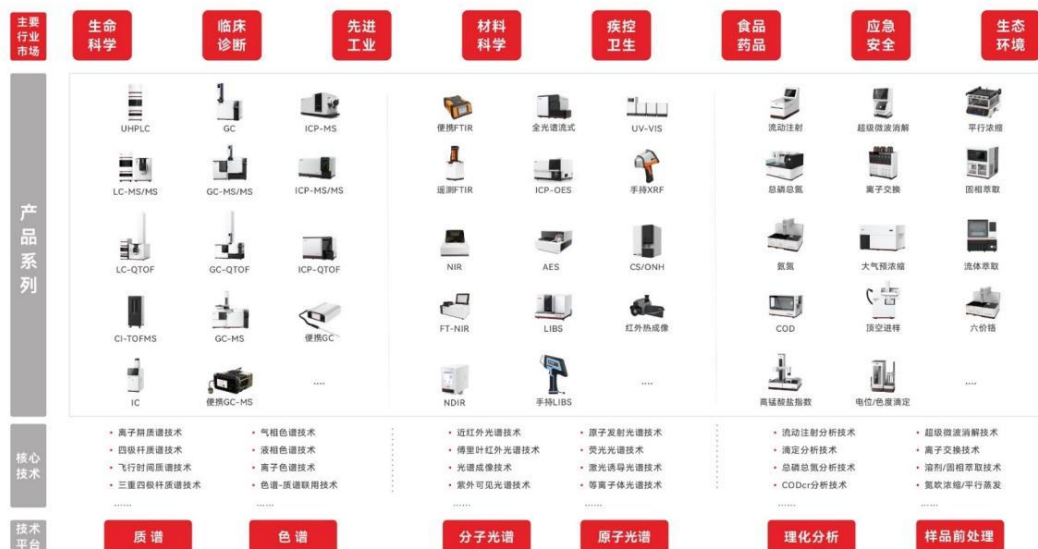 主要
行业
市场
生命
科学
临床
诊断
先进
工业
材料
科学
疾控
卫生
食品
药品
应急
安全
生态
环境
产品系列
UHPLC
GC
ICP-MS
便携FTIR
全光谱流式
UV-VIS
流动注射
超级微波消解
平行浓缩
LC-MS/MS
GC-MS/MS
ICP-MS/MS
遥测FTIR
ICP-OES
手持XRF
总磷总氮
离子交换
固相萃取
LC-QTOF
GC-QTOF
ICP-QTOF
NIR
AES
CS/ONH
氨氮
大气预浓缩
流体萃取
CI-TOFMS
GC-MS
便携GC
FT-NIR
LIBS
红外热成像
COD
顶空进样
六价铬
IC
便携GC-MS
....
NDIR
手持LIBS
....
高锰酸盐指数
电位/色度滴定
....
核心
技术
• 离子阱质谱技术
• 四极杆质谱技术
• 飞行时间质谱技术
• 三重四极杆质谱技术
......
• 气相色谱技术
• 液相色谱技术
• 离子色谱技术
• 色谱-质谱联用技术
......
• 近红外光谱技术
• 傅里叶红外光谱技术
• 光谱成像技术
• 紫外可见光谱技术
......
• 原子发射光谱技术
• 荧光光谱技术
• 激光诱导光谱技术
• 等离子体光谱技术
......
• 流动注射分析技术
• 滴定分析技术
• 总磷总氮分析技术
• CODcr分析技术
......
• 超级微波消解技术
• 离子交换技术
• 溶剂/固相萃取技术
• 氮吹浓缩/平行蒸发
......
技术
平台
质谱
色谱
分子光谱
原子光谱
理化分析
样品前处理